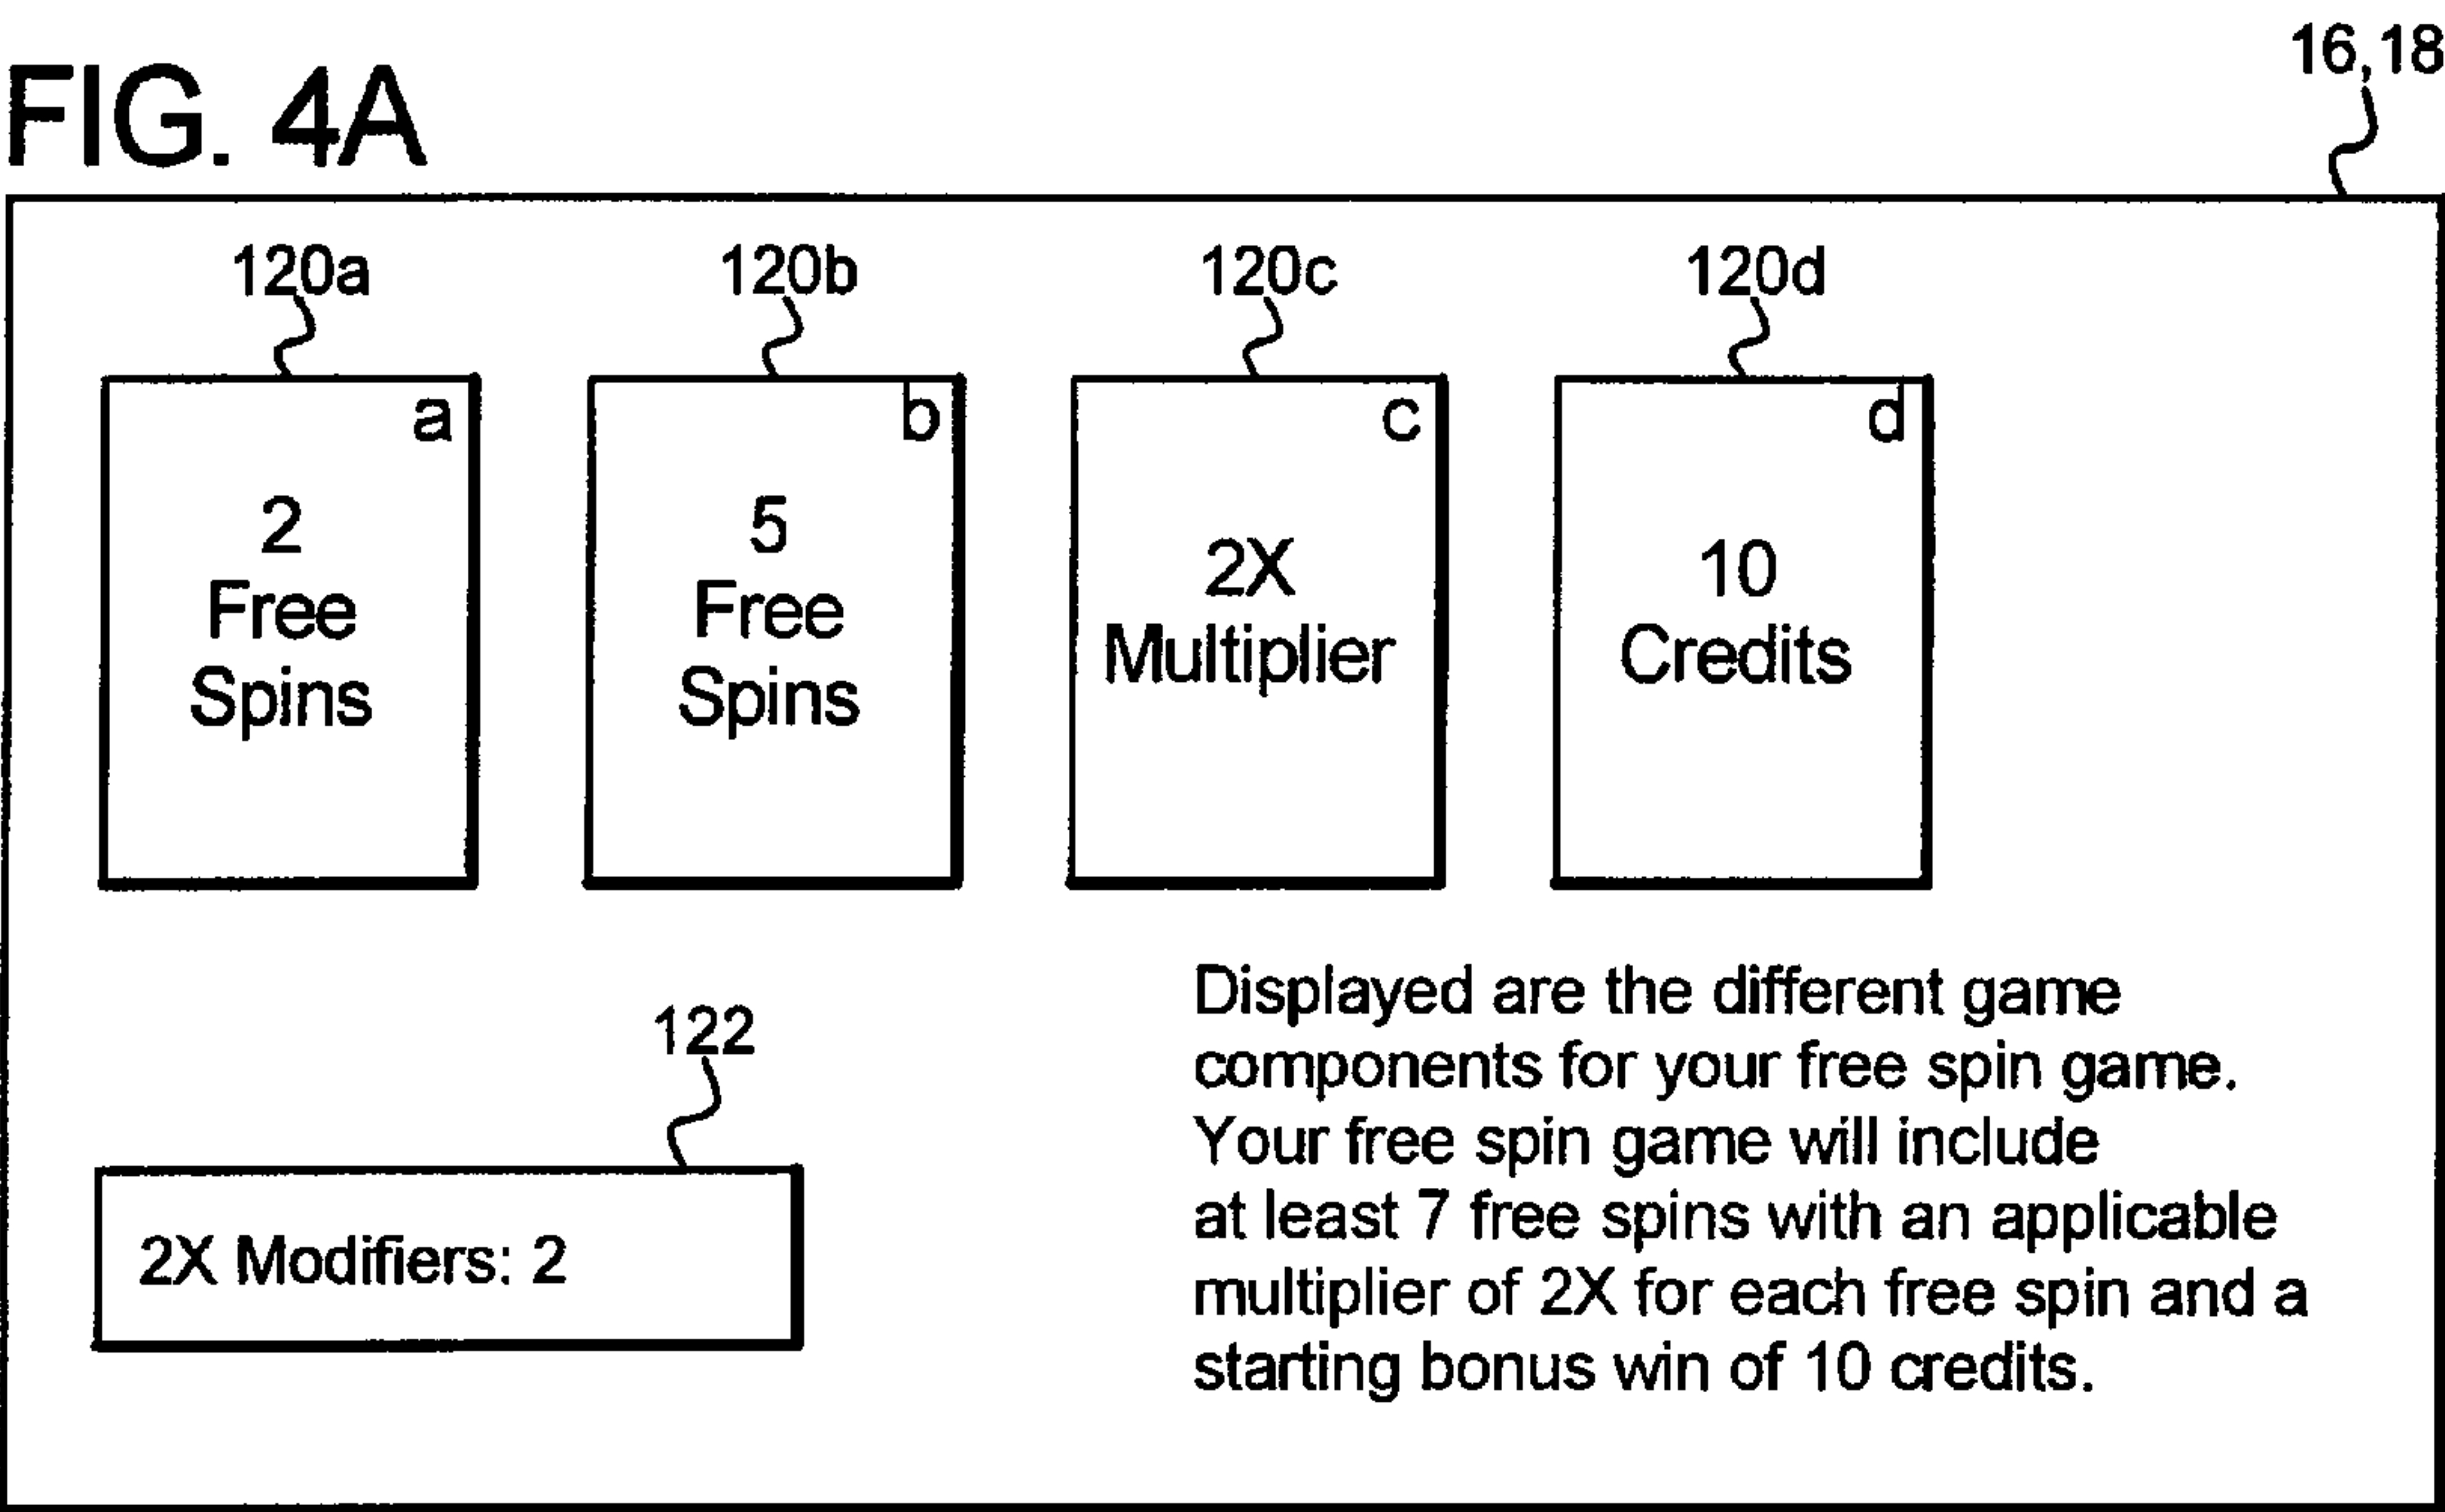 16,18
FIG. 4A
120a
120b
120c
120d
a
b
c
d
2
Free
Spins
5
Free
Spins
2X
Multiplier
10
Credits
122
2X Modifiers: 2
Displayed are the different game
components for your free spin game.
Your free spin game will include
at least 7 free spins with an applicable
multiplier of 2X for each free spin and a
starting bonus win of 10 credits.